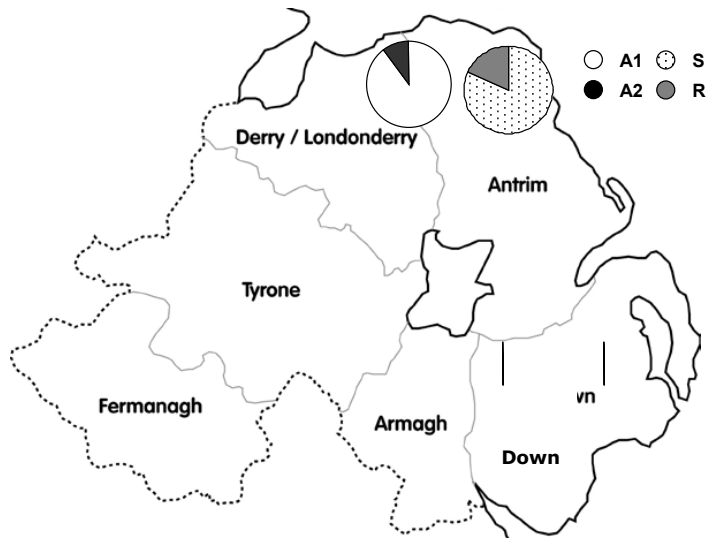 A1 S
A2 R
Derry / Londonderry
Antrim
Tyrone
Fermanagh
Armagh
Down